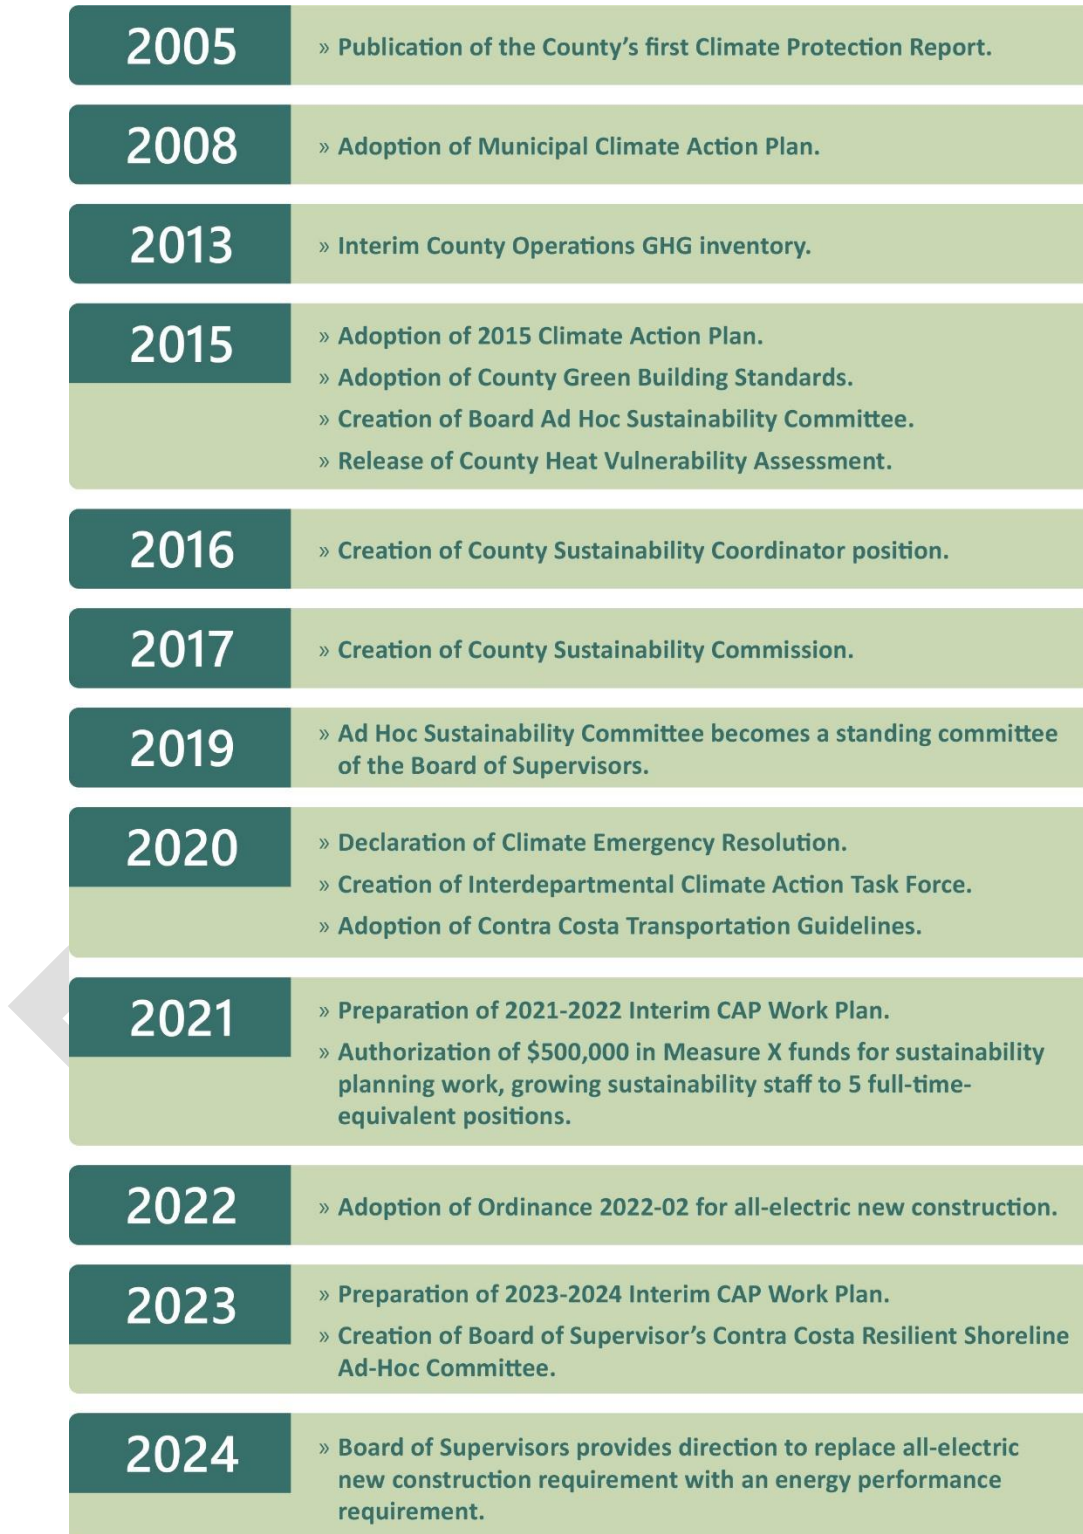 2005
» Publication of the County’s first Climate Protection Report.
2008
» Adoption of Municipal Climate Action Plan.
2013
» Interim County Operations GHG inventory.
2015
» Adoption of 2015 Climate Action Plan.
» Adoption of County Green Building Standards.
» Creation of Board Ad Hoc Sustainability Committee.
» Release of County Heat Vulnerability Assessment.
2016
» Creation of County Sustainability Coordinator position.
2017
» Creation of County Sustainability Commission.
2019
» Ad Hoc Sustainability Committee becomes a standing committee
of the Board of Supervisors.
2020
» Declaration of Climate Emergency Resolution.
» Creation of Interdepartmental Climate Action Task Force.
» Adoption of Contra Costa Transportation Guidelines.
2021
» Preparation of 2021-2022 Interim CAP Work Plan.
» Authorization of $500,000 in Measure X funds for sustainability
planning work, growing sustainability staff to 5 full-time-
equivalent positions.
2022
» Adoption of Ordinance 2022-02 for all-electric new construction.
2023
» Preparation of 2023-2024 Interim CAP Work Plan.
» Creation of Board of Supervisor’s Contra Costa Resilient Shoreline
Ad-Hoc Committee.
2024
» Board of Supervisors provides direction to replace all-electric
new construction requirement with an energy performance
requirement.